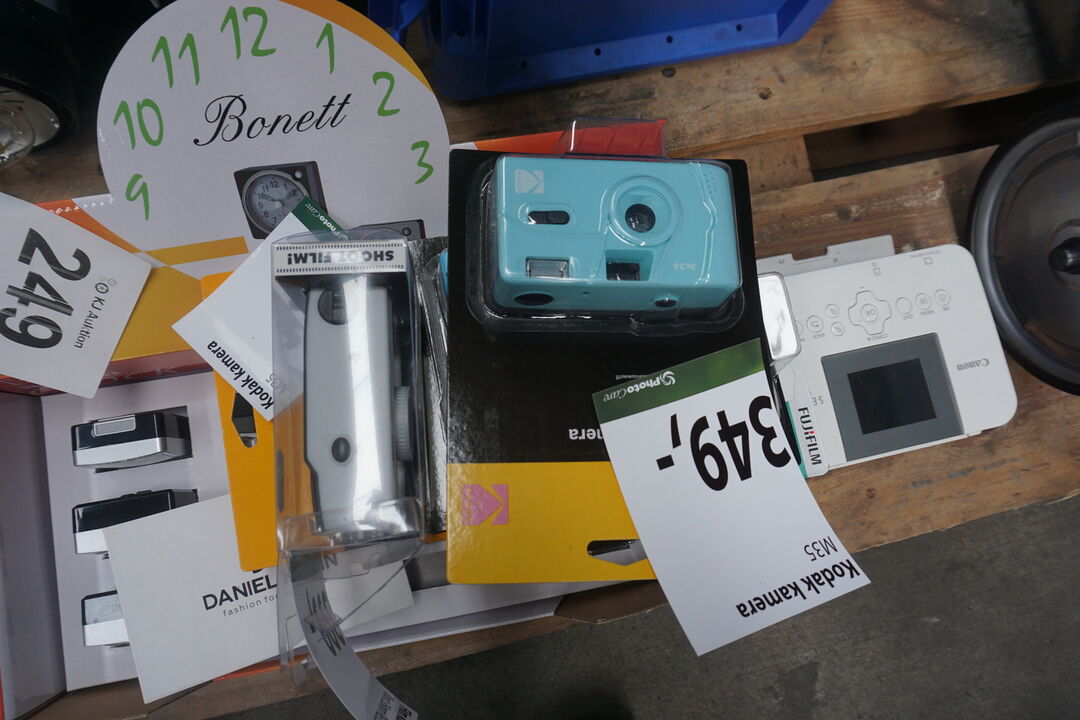 12
11
1
10
2
9
3
Bonett
249
KJ Auktion
SHOOT FILM!
PhotoCare
Kodak kamera
M35
M35
PhotoCare
349,-
Kodak kamera
M35
DANIEL
fashion for
Canon
OK
FUJIFILM